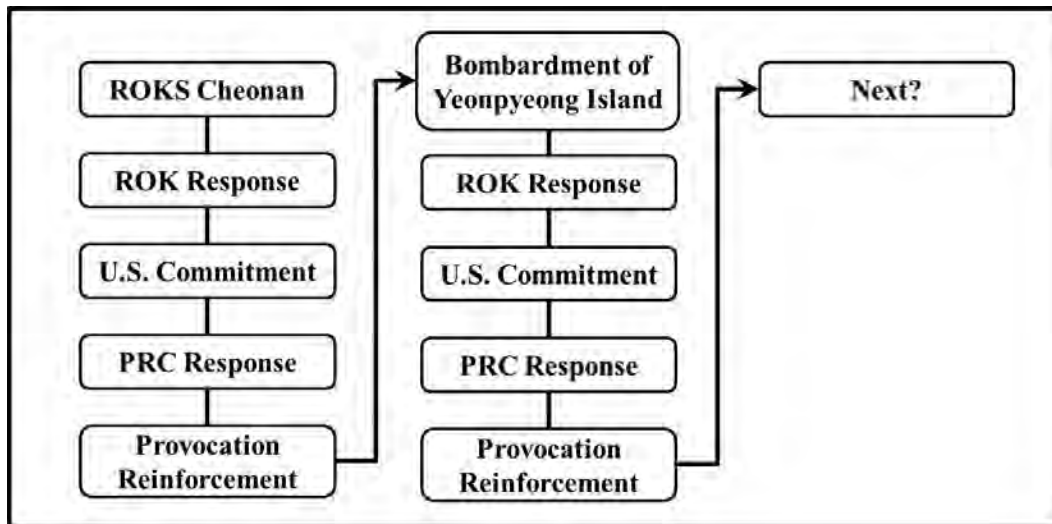 ROKS Cheonan
ROK Response
U.S. Commitment
PRC Response
Provocation
Reinforcement
Bombardment of
Yeonpyeong Island
ROK Response
U.S. Commitment
PRC Response
Provocation
Reinforcement
Next?